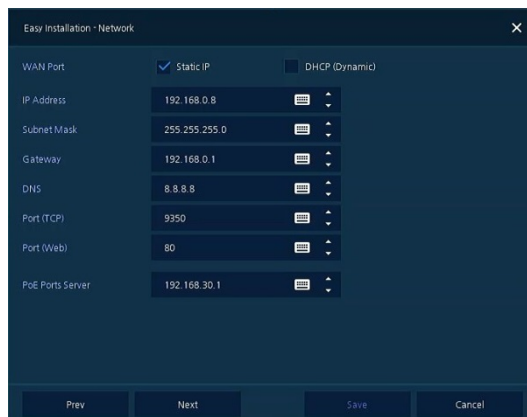 Easy Installation - Network
WAN Port Static IP DHCP (Dynamic)
IP Address 192.168.0.8
Subnet Mask 255.255.255.0
Gateway 192.168.0.1
DNS 8.8.8.8
Port (TCP) 9350
Port (Web) 80
PoE Ports Server 192.168.30.1
Prev Next Save Cancel